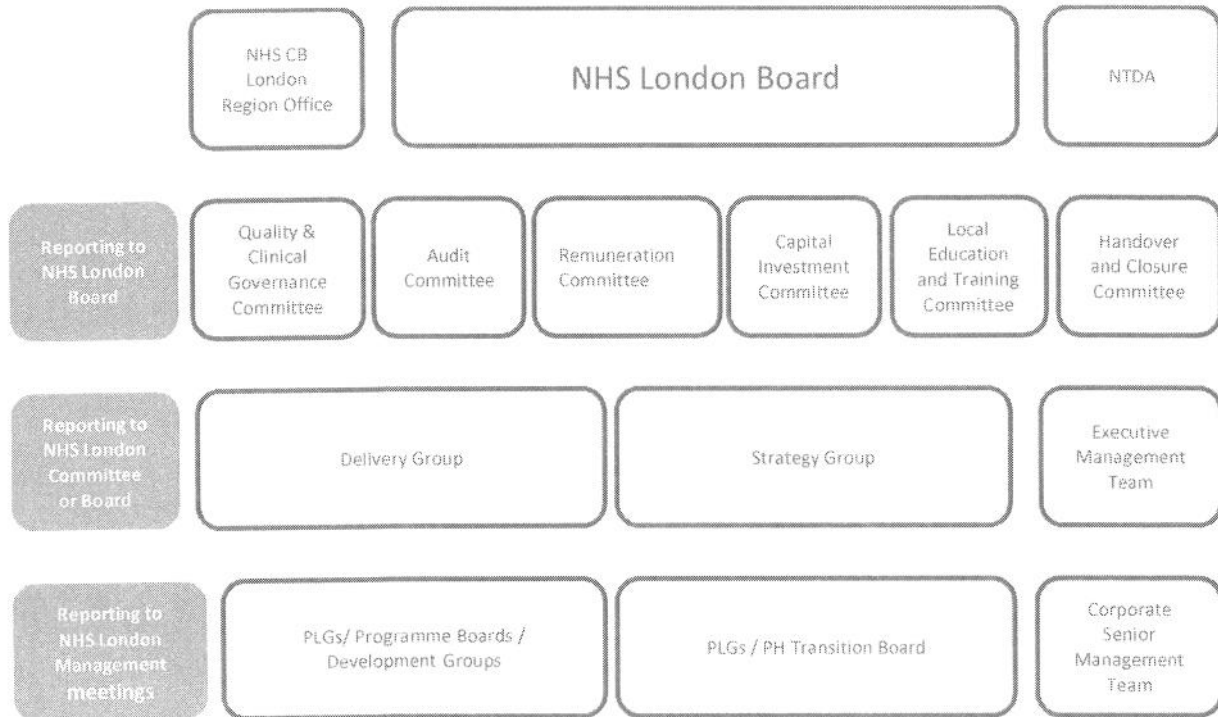 NHS CB
London
Region Office
NHS London Board
NTDA
Reporting to
NHS London
Board
Quality &
Clinical
Governance
Committee
Audit
Committee
Remuneration
Committee
Capital
Investment
Committee
Local
Education
and Training
Committee
Handover
and Closure
Committee
Reporting to
NHS London
Committee
or Board
Delivery Group
Strategy Group
Executive
Management
Team
Reporting to
NHS London
Management
meetings
PLGs/ Programme Boards /
Development Groups
PLGs / PH Transition Board
Corporate
Senior
Management
Team